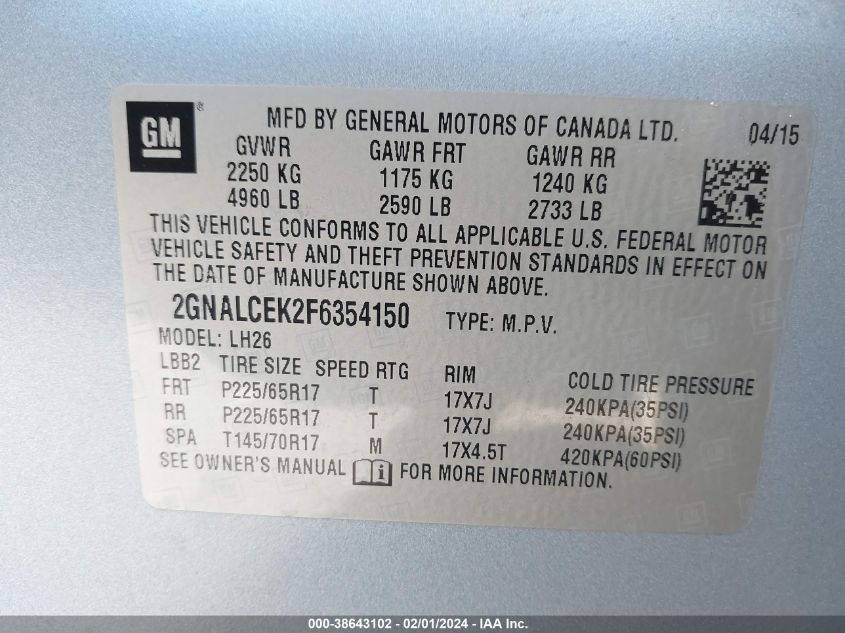 GM ®
MFD BY GENERAL MOTORS OF CANADA LTD. 04/15
GVWR GAWR FRT GAWR RR
2250 KG 1175 KG 1240 KG
4960 LB 2590 LB 2733 LB
THIS VEHICLE CONFORMS TO ALL APPLICABLE U.S. FEDERAL MOTOR
VEHICLE SAFETY AND THEFT PREVENTION STANDARDS IN EFFECT ON
THE DATE OF MANUFACTURE SHOWN ABOVE.
2GNALCEK2F6354150 TYPE: M.P.V.
MODEL: LH26
LBB2 TIRE SIZE SPEED RTG RIM COLD TIRE PRESSURE
FRT P225/65R17 T 17X7J 240KPA(35PSI)
RR P225/65R17 T 17X7J 240KPA(35PSI)
SPA T145/70R17 M 17X4.5T 420KPA(60PSI)
SEE OWNER'S MANUAL i FOR MORE INFORMATION.
000-38643102 - 02/01/2024 - IAA Inc.